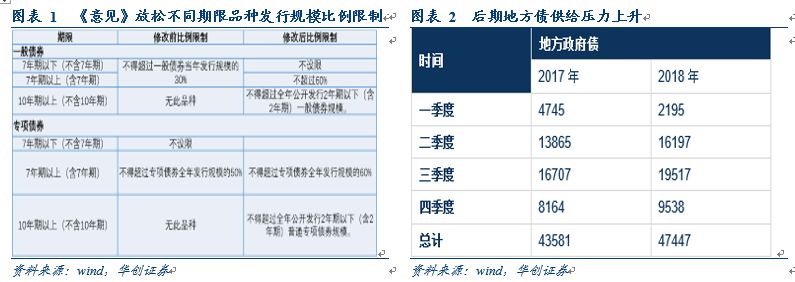 图表 1 《意见》放松不同期限品种发行规模比例限制
期限 修改前比例限制 修改后比例限制
一般债券
7年期以下（不含7年期） 不得超过一般债券当年发行规模的30% 不设限
7年期以上（含7年期） 不超过60%
10年期以上（不含10年期） 无此品种 不得超过全年公开发行2年期以下（含2年期）一般债券规模。
专项债券
7年期以下（不含7年期） 不设限
7年期以上（含7年期） 不得超过专项债券全年发行规模的50% 不得超过专项债券全年发行规模的60%
10年期以上（不含10年期） 无此品种 不得超过全年公开发行2年期以下（含2年期）普通专项债券规模。
资料来源：wind，华创证券
图表 2 后期地方债供给压力上升
时间 地方政府债
2017 年 2018 年
一季度 4745 2195
二季度 13865 16197
三季度 16707 19517
四季度 8164 9538
总计 43581 47447
资料来源：wind，华创证券